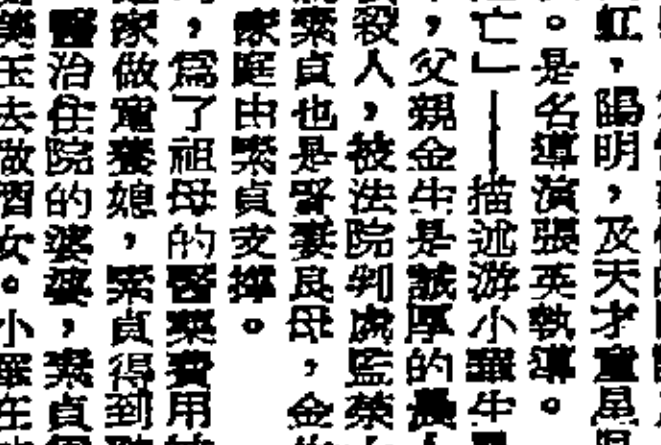 虹，陽明，及天才童星
。是名導演張英執導。
亡」——描述游小羅牛
，父親金牛是誠厚的農
殺人，被法院判處監禁
素貞也是賢妻良母，金
家庭由素貞支撐。
，為了祖母的醫藥費用
家做童養媳，素貞得到
醫治住院的婆婆，素貞
玉去做酒女。小羅在